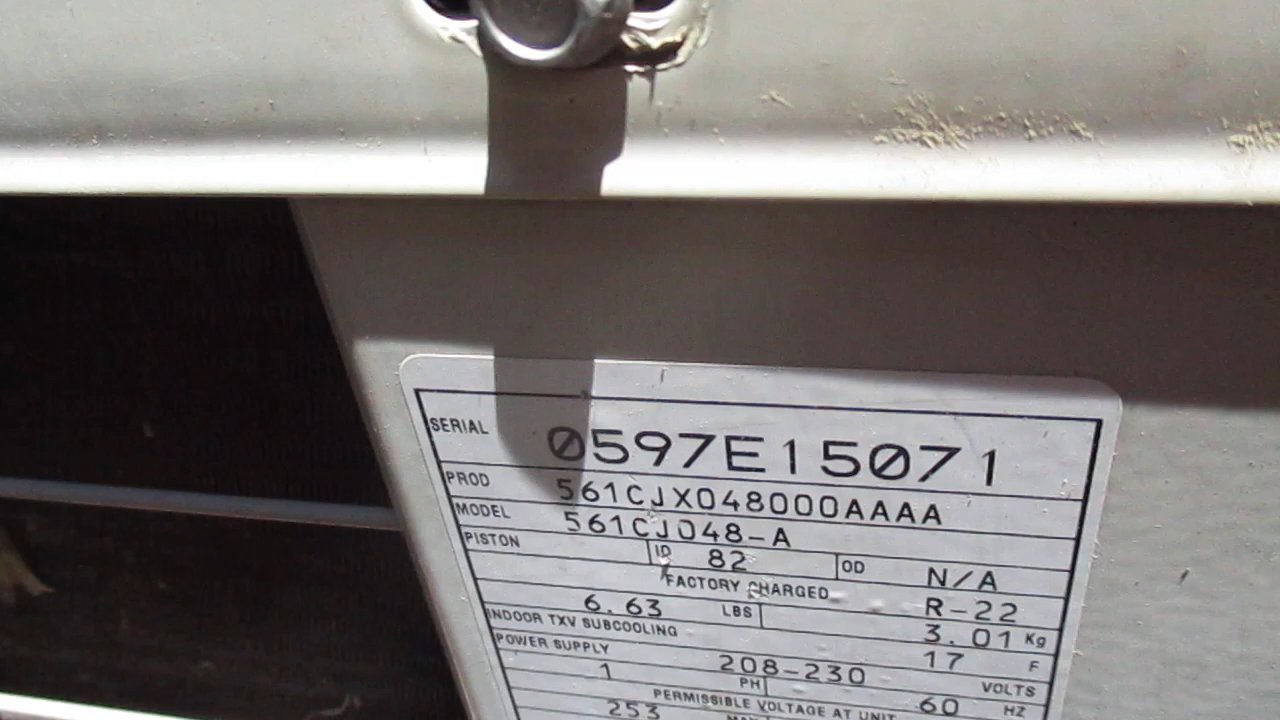 SERIAL 0597E15071
PROD 561CJX048000AAAA
MODEL 561CJ048-A
PISTON ID 82 OD N/A
FACTORY CHARGED R-22
6.63 LBS 3.01 Kg
INDOOR TXV SUBCOOLING 17 F
POWER SUPPLY 208-230 VOLTS
1 PH 60 HZ
PERMISSIBLE VOLTAGE AT UNIT
253